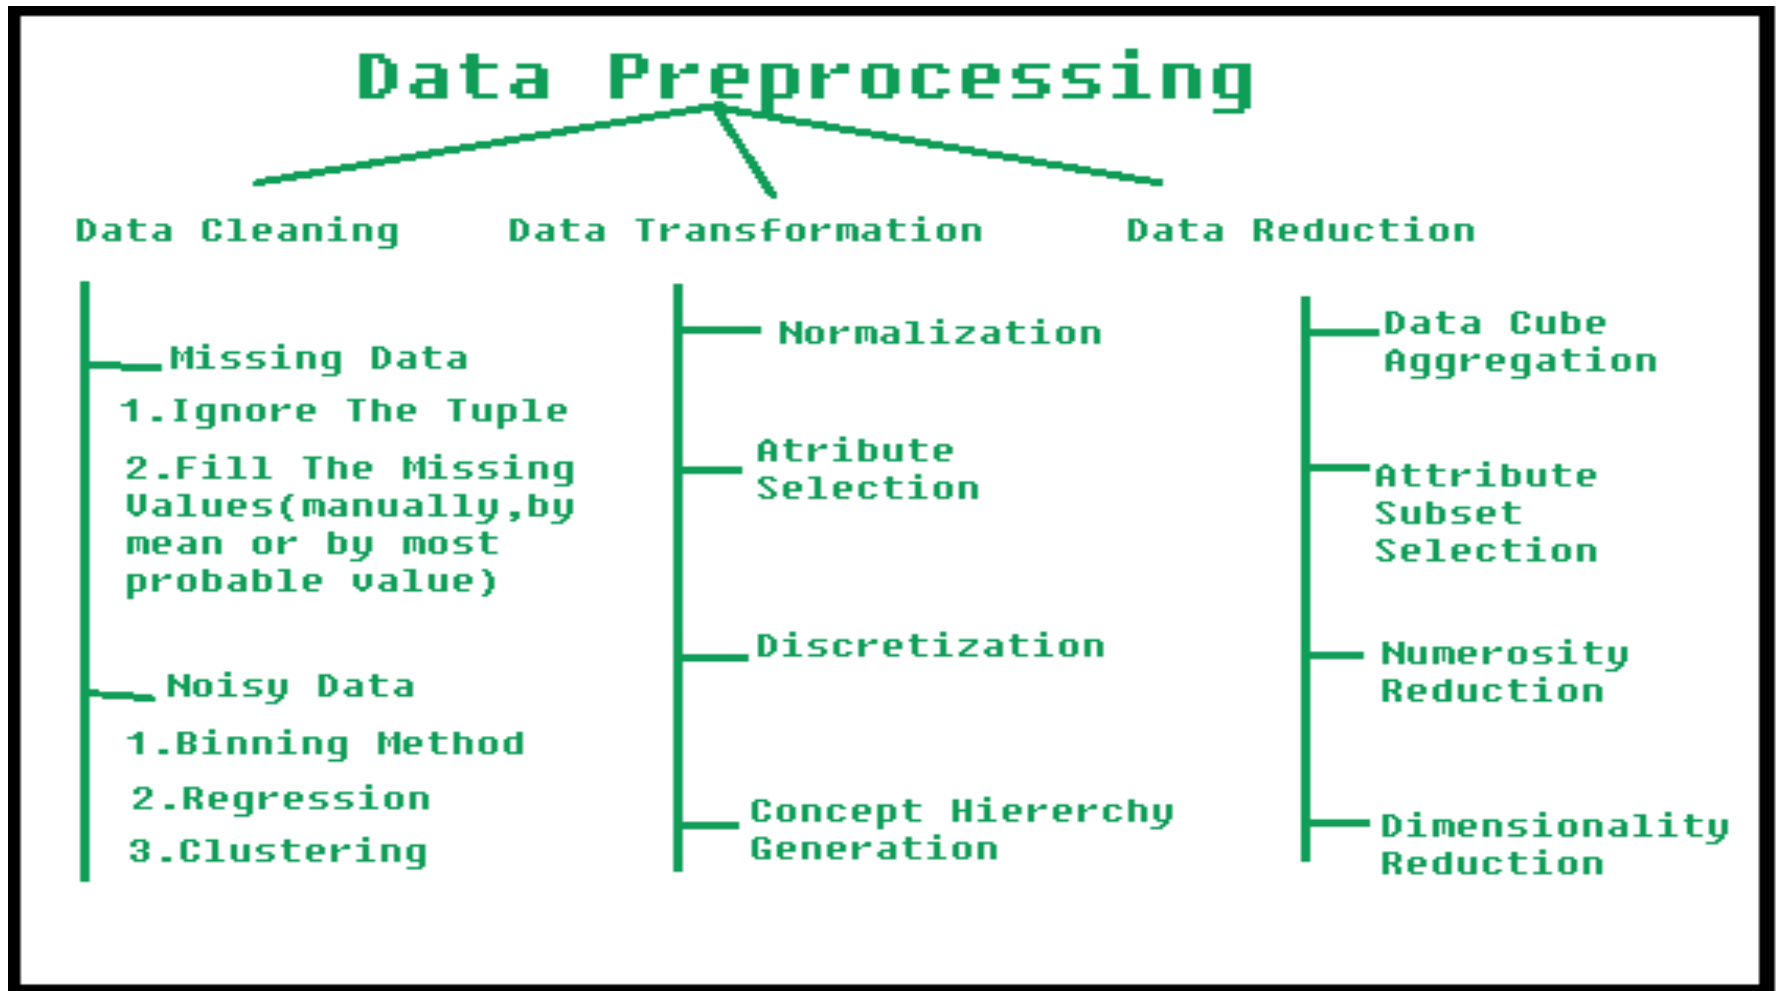 Data Preprocessing
Data Cleaning
Missing Data
1.Ignore The Tuple
2.Fill The Missing
Values(manually,by
mean or by most
probable value)
Noisy Data
1.Binning Method
2.Regression
3.Clustering
Data Transformation
Normalization
Atribute
Selection
Discretization
Concept Hiererchy
Generation
Data Reduction
Data Cube
Aggregation
Attribute
Subset
Selection
Numerosity
Reduction
Dimensionality
Reduction